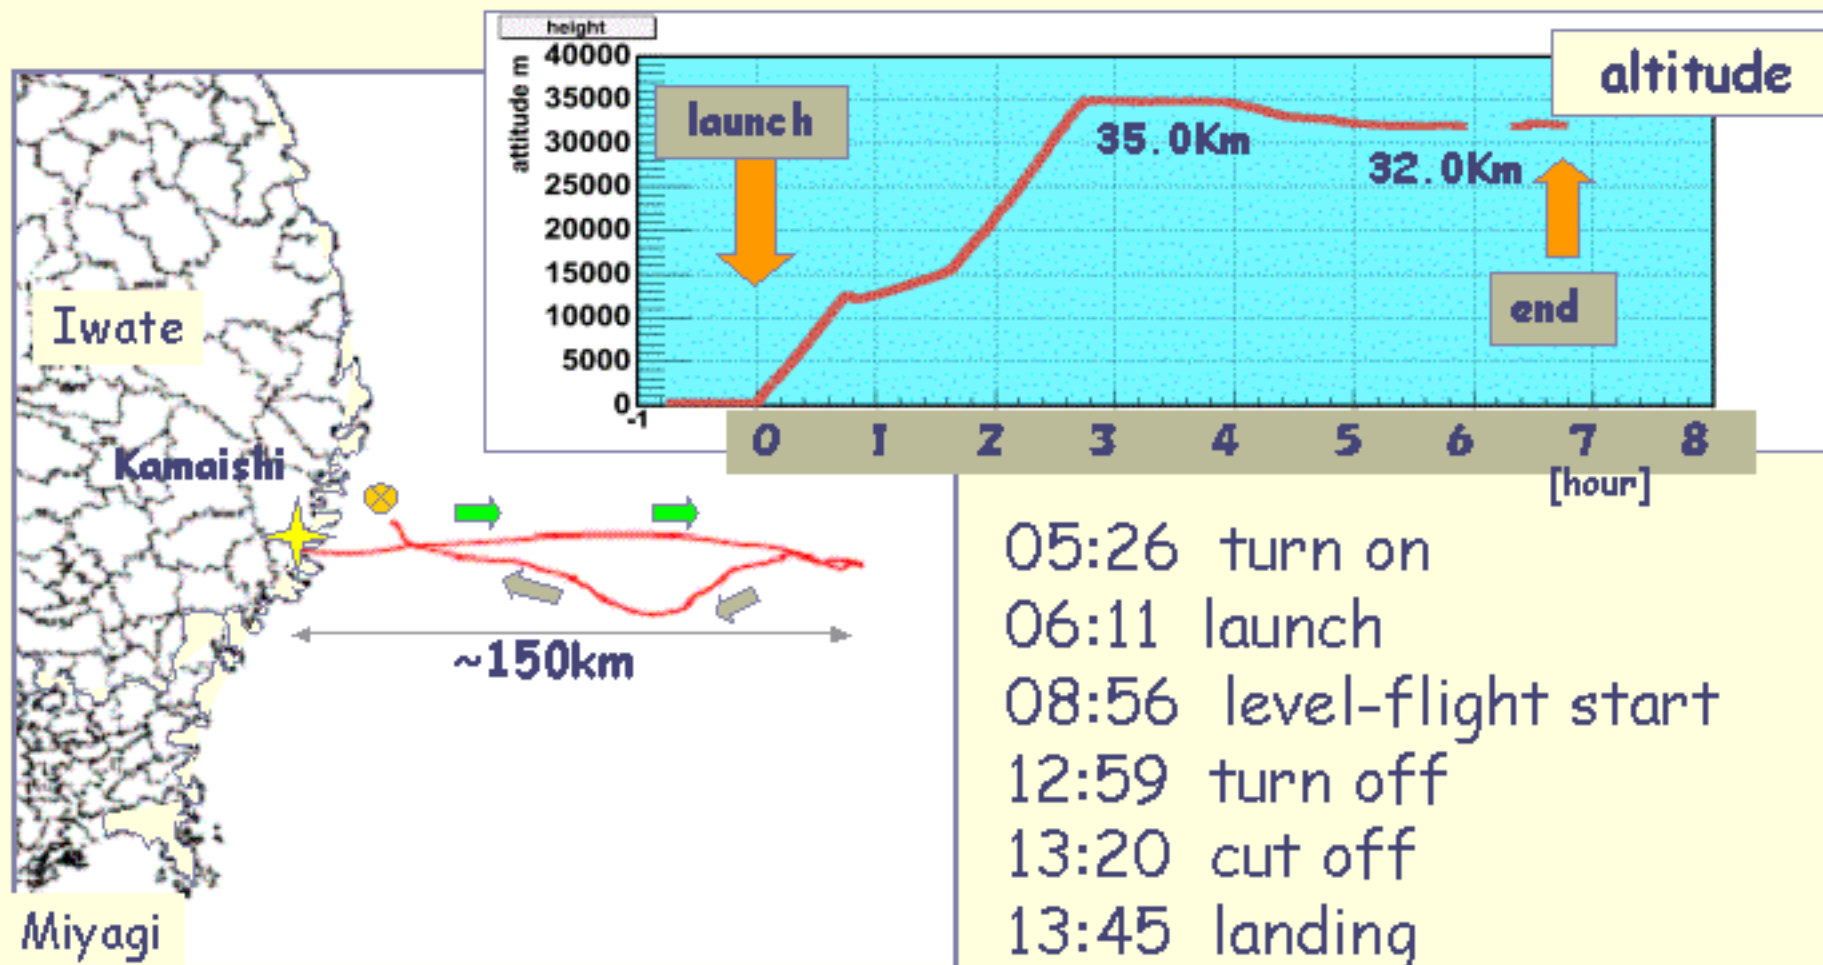 height
altitude
attitude m
40000
35000
30000
25000
20000
15000
10000
5000
0
-1
launch
35.0Km
32.0Km
end
0 1 2 3 4 5 6 7 8
[hour]
Iwate
Kamaishi
~150km
Miyagi
05:26 turn on
06:11 launch
08:56 level-flight start
12:59 turn off
13:20 cut off
13:45 landing